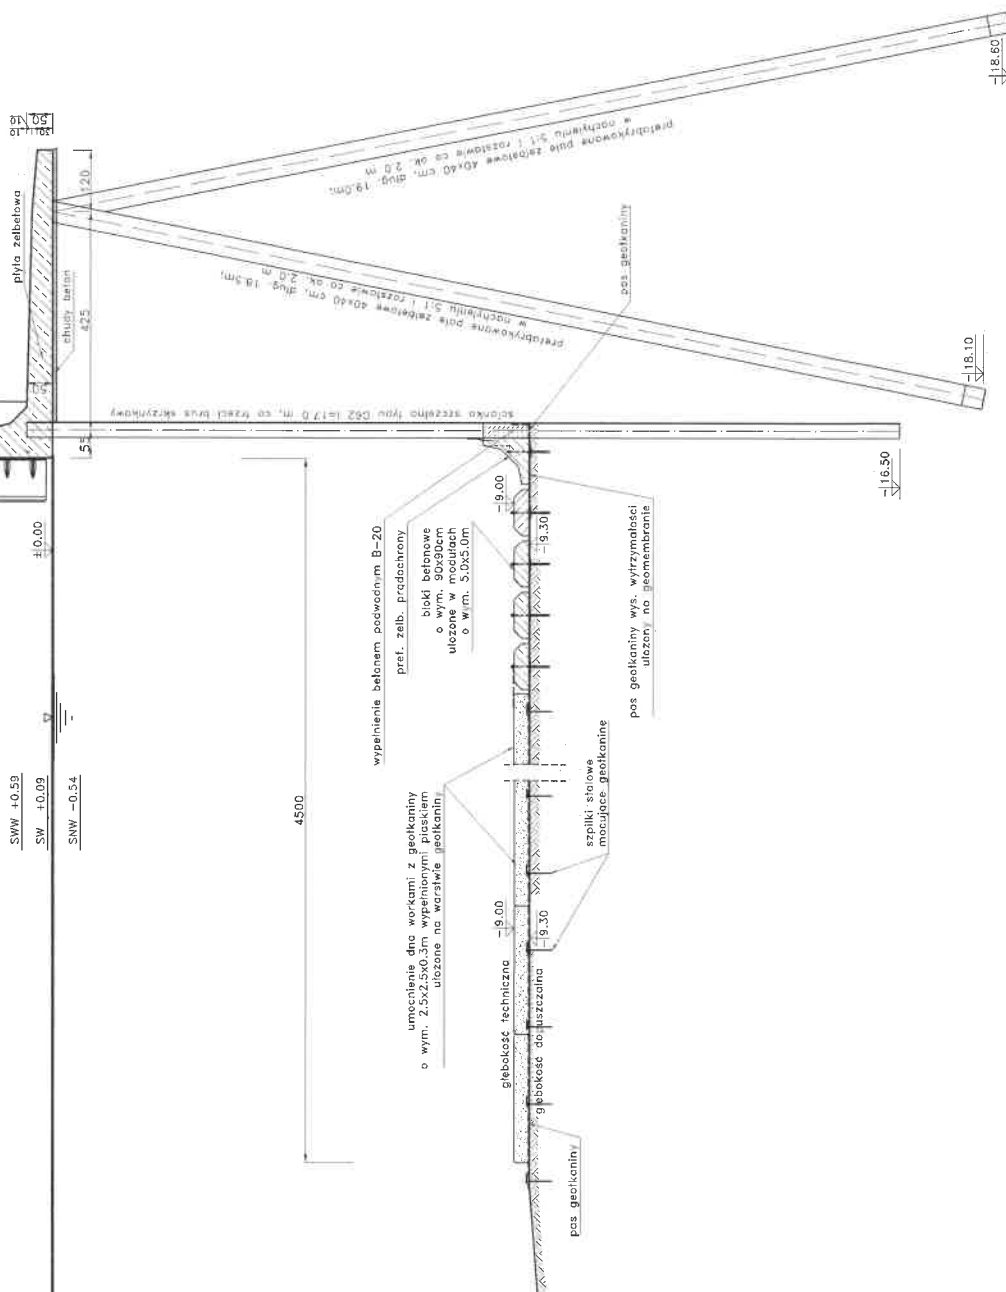 SWW +0.59
SW +0.09
SNW -0.54
±0.00
4500
55
425
120
50
50
10
10
płyta żelbetowa
chudy beton
prefabrykowane pale żelbetowe 40x40 cm, dług. 19.0m;
w nachyleniu 5:1 i rozstawie co ok. 2.0 m
-18.60
prefabrykowane pale żelbetowe 40x40 cm, dług. 18.5m;
w nachyleniu 5:1 i rozstawie co ok. 2.0 m
-18.10
ścianka szczelna typu G62 l=17.0 m, co trzeci brus skrzynkowy
-16.50
pas geotkaniny
wypełnienie betonem podwodnym B-20
pref. żelb. prądochrony
bloki betonowe
o wym. 90x90cm
ułożone w modułach
o wym. 5.0x5.0m
-9.00
-9.30
pas geotkaniny wys. wytrzymałości
ułożony na geomembranie
umocnienie dna workami z geotkaniny
o wym. 2.5x2.5x0.3m wypełnionymi piaskiem
ułożone na warstwie geotkaniny
szpilki stalowe
mocujące geotkaninę
-9.00
-9.30
głębokość techniczna
głębokość dopuszczalna
pas geotkaniny